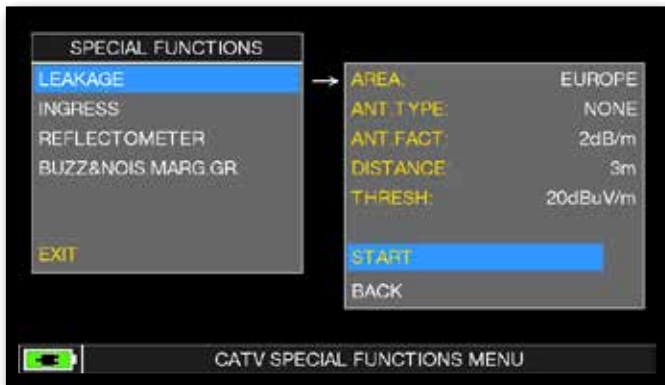 SPECIAL FUNCTIONS
LEAKAGE
INGRESS
REFLECTOMETER
BUZZ&NOIS.MARG.GR.
EXIT
→ AREA: EUROPE
ANT.TYPE: NONE
ANT.FACT: 2dB/m
DISTANCE: 3m
THRESH: 20dBuV/m
START
BACK
CATV SPECIAL FUNCTIONS MENU